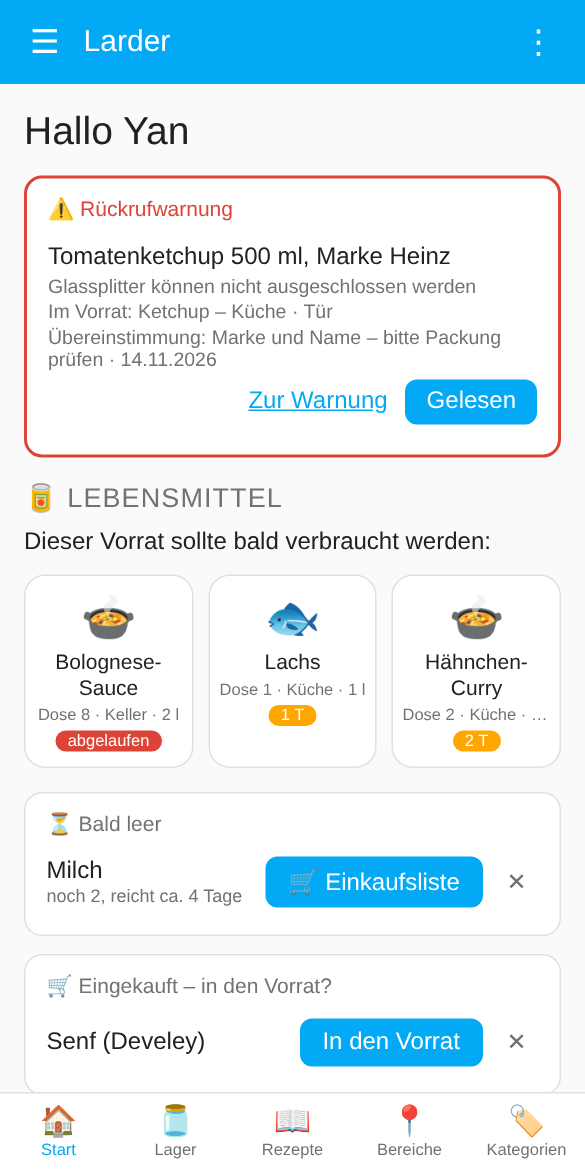 Larder
Hallo Yan
Rückrufwarnung
Tomatenketchup 500 ml, Marke Heinz
Glassplitter können nicht ausgeschlossen werden
Im Vorrat: Ketchup – Küche · Tür
Übereinstimmung: Marke und Name – bitte Packung
prüfen · 14.11.2026
Zur Warnung Gelesen
LEBENSMITTEL
Dieser Vorrat sollte bald verbraucht werden:
Bolognese-
Sauce
Dose 8 · Keller · 2 l
abgelaufen
Lachs
Dose 1 · Küche · 1 l
1 T
Hähnchen-
Curry
Dose 2 · Küche · …
2 T
Bald leer
Milch
noch 2, reicht ca. 4 Tage
Einkaufsliste
Eingekauft – in den Vorrat?
Senf (Develey)
In den Vorrat
Start Lager Rezepte Bereiche Kategorien